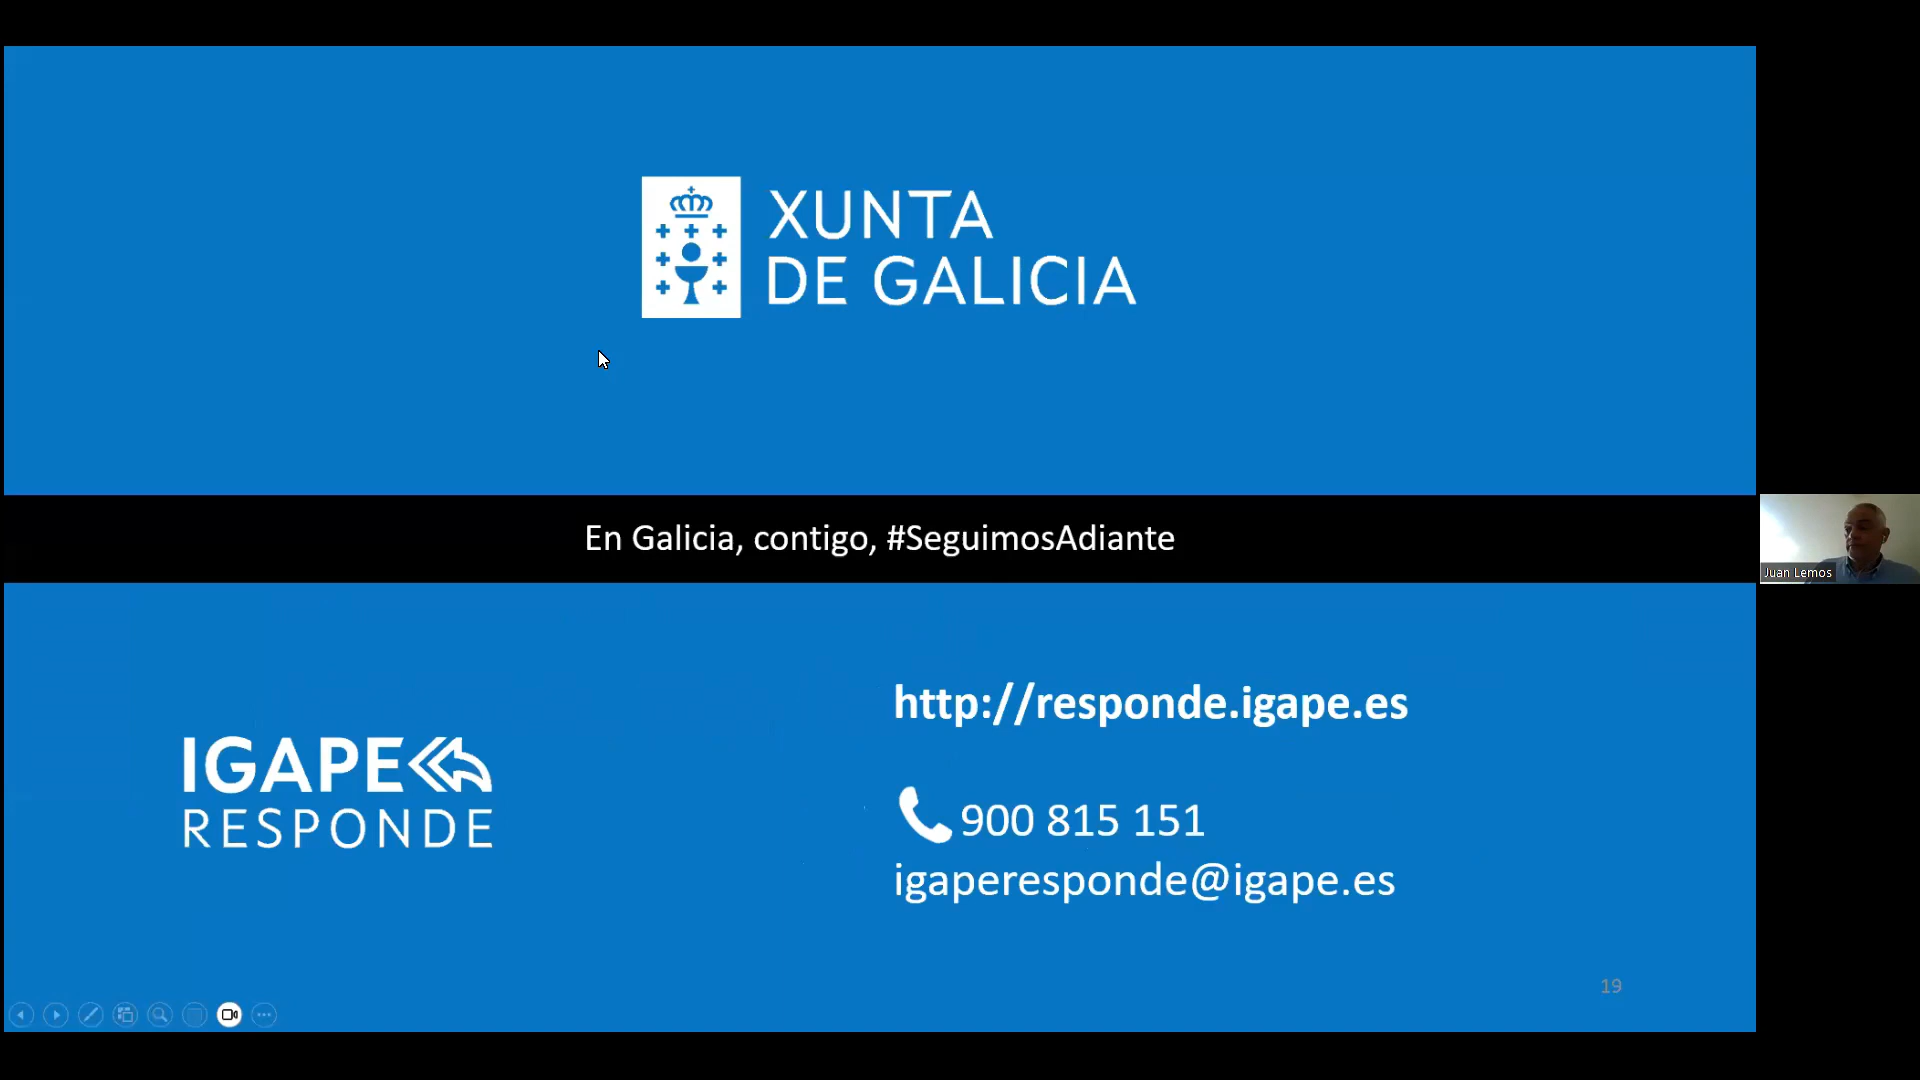 XUNTA
DE GALICIA
En Galicia, contigo, #SeguimosAdiante
Juan Lemos
http://responde.igape.es
IGAPE
RESPONDE
900 815 151
igaperesponde@igape.es
19